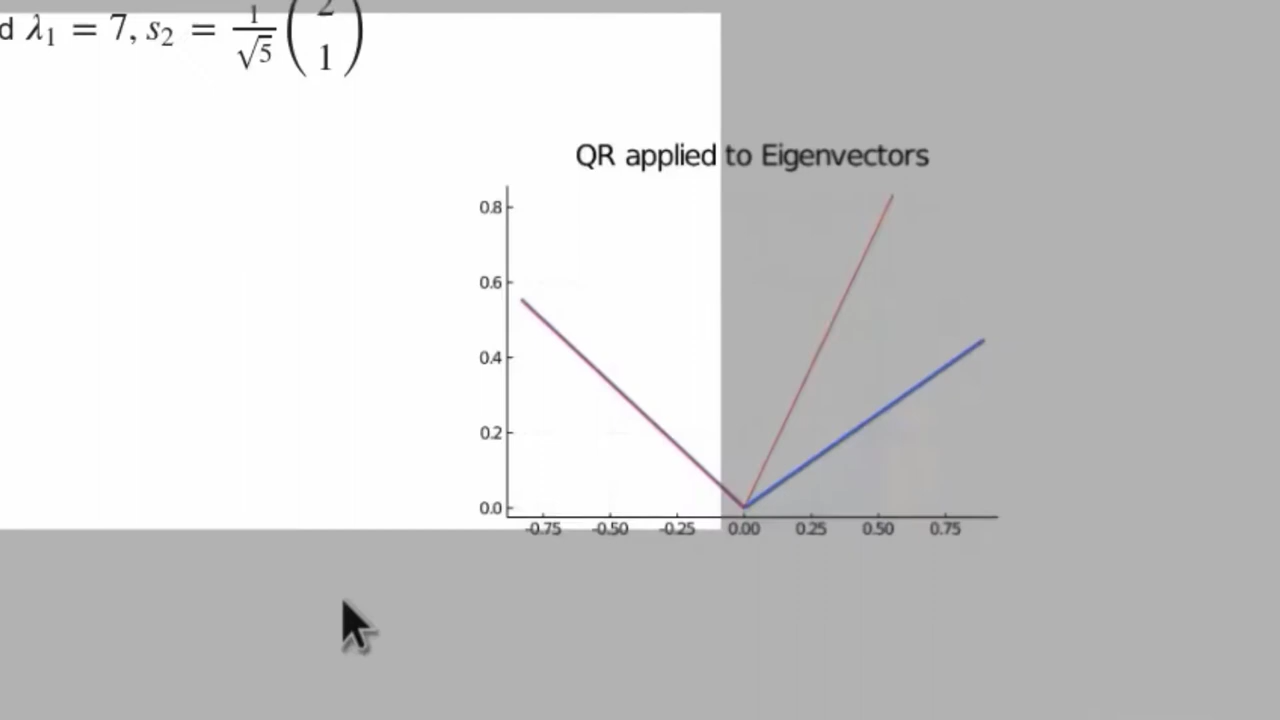 d λ₁ = 7, s₂ = 1/√5 (2 1)
QR applied to Eigenvectors
0.8
0.6
0.4
0.2
0.0
-0.75 -0.50 -0.25 0.00 0.25 0.50 0.75